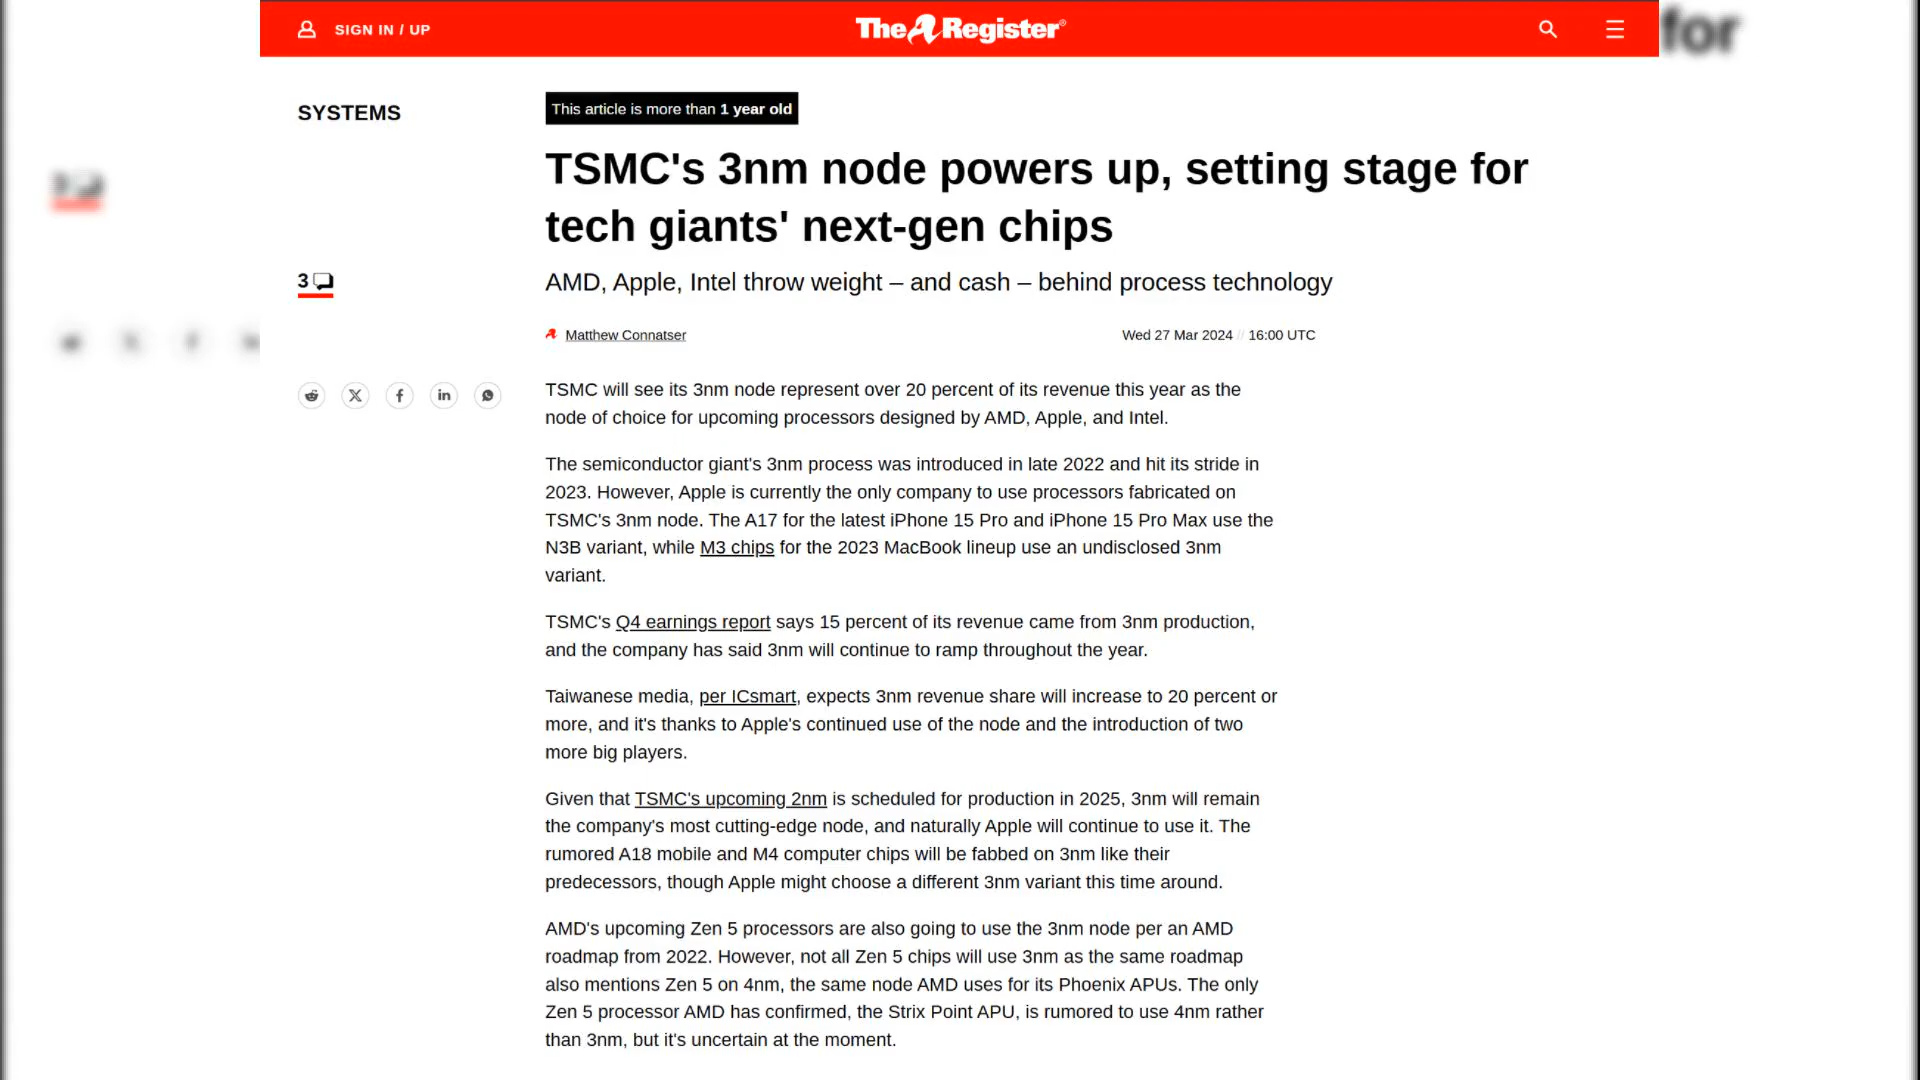 SIGN IN / UP
The Register®
for
SYSTEMS
This article is more than 1 year old
TSMC's 3nm node powers up, setting stage for
tech giants' next-gen chips
3
AMD, Apple, Intel throw weight – and cash – behind process technology
Matthew Connatser
Wed 27 Mar 2024 // 16:00 UTC
TSMC will see its 3nm node represent over 20 percent of its revenue this year as the
node of choice for upcoming processors designed by AMD, Apple, and Intel.
The semiconductor giant's 3nm process was introduced in late 2022 and hit its stride in
2023. However, Apple is currently the only company to use processors fabricated on
TSMC's 3nm node. The A17 for the latest iPhone 15 Pro and iPhone 15 Pro Max use the
N3B variant, while M3 chips for the 2023 MacBook lineup use an undisclosed 3nm
variant.
TSMC's Q4 earnings report says 15 percent of its revenue came from 3nm production,
and the company has said 3nm will continue to ramp throughout the year.
Taiwanese media, per ICsmart, expects 3nm revenue share will increase to 20 percent or
more, and it's thanks to Apple's continued use of the node and the introduction of two
more big players.
Given that TSMC's upcoming 2nm is scheduled for production in 2025, 3nm will remain
the company's most cutting-edge node, and naturally Apple will continue to use it. The
rumored A18 mobile and M4 computer chips will be fabbed on 3nm like their
predecessors, though Apple might choose a different 3nm variant this time around.
AMD's upcoming Zen 5 processors are also going to use the 3nm node per an AMD
roadmap from 2022. However, not all Zen 5 chips will use 3nm as the same roadmap
also mentions Zen 5 on 4nm, the same node AMD uses for its Phoenix APUs. The only
Zen 5 processor AMD has confirmed, the Strix Point APU, is rumored to use 4nm rather
than 3nm, but it's uncertain at the moment.